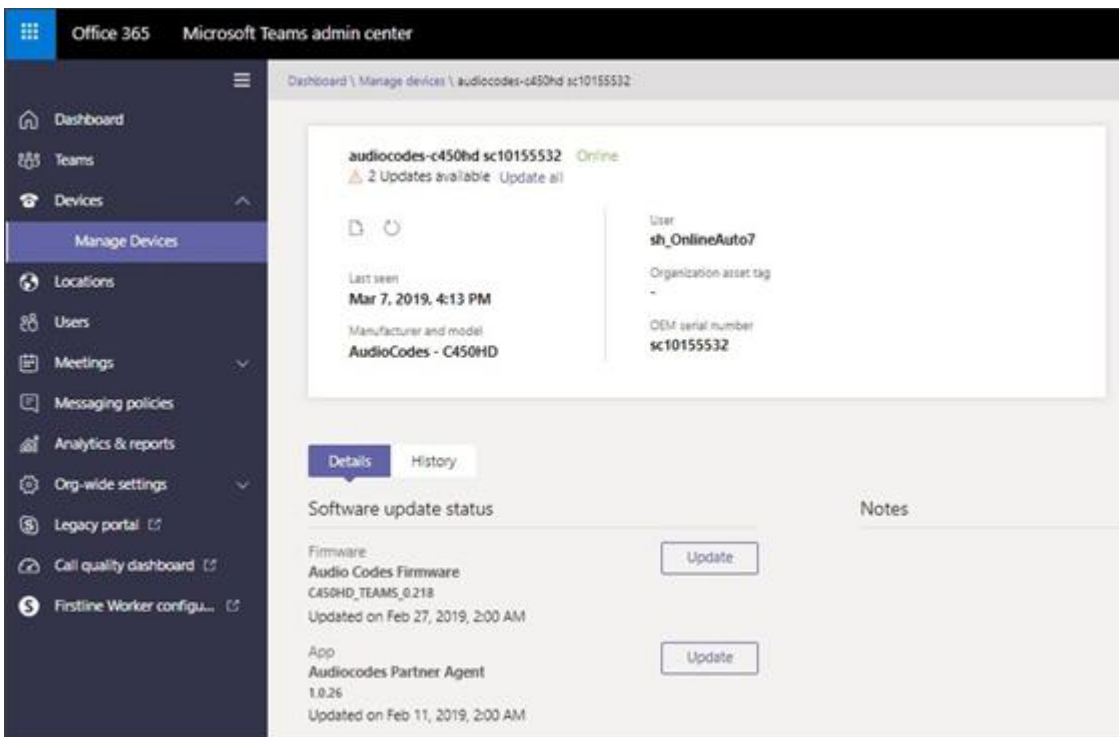 Office 365 Microsoft Teams admin center
Dashboard \ Manage devices \ audiocodes-c450hd sc10155532
Dashboard
Teams
Devices
Manage Devices
Locations
Users
Meetings
Messaging policies
Analytics & reports
Org-wide settings
Legacy portal
Call quality dashboard
Firstline Worker configu...
audiocodes-c450hd sc10155532 Online
2 Updates available Update all
Last seen
Mar 7, 2019, 4:13 PM
Manufacturer and model
AudioCodes - C450HD
User
sh_OnlineAuto7
Organization asset tag
-
OEM serial number
sc10155532
Details History
Software update status
Firmware
Audio Codes Firmware
C450HD_TEAMS_0.218
Updated on Feb 27, 2019, 2:00 AM
Update
App
Audiocodes Partner Agent
1.0.26
Updated on Feb 11, 2019, 2:00 AM
Update
Notes